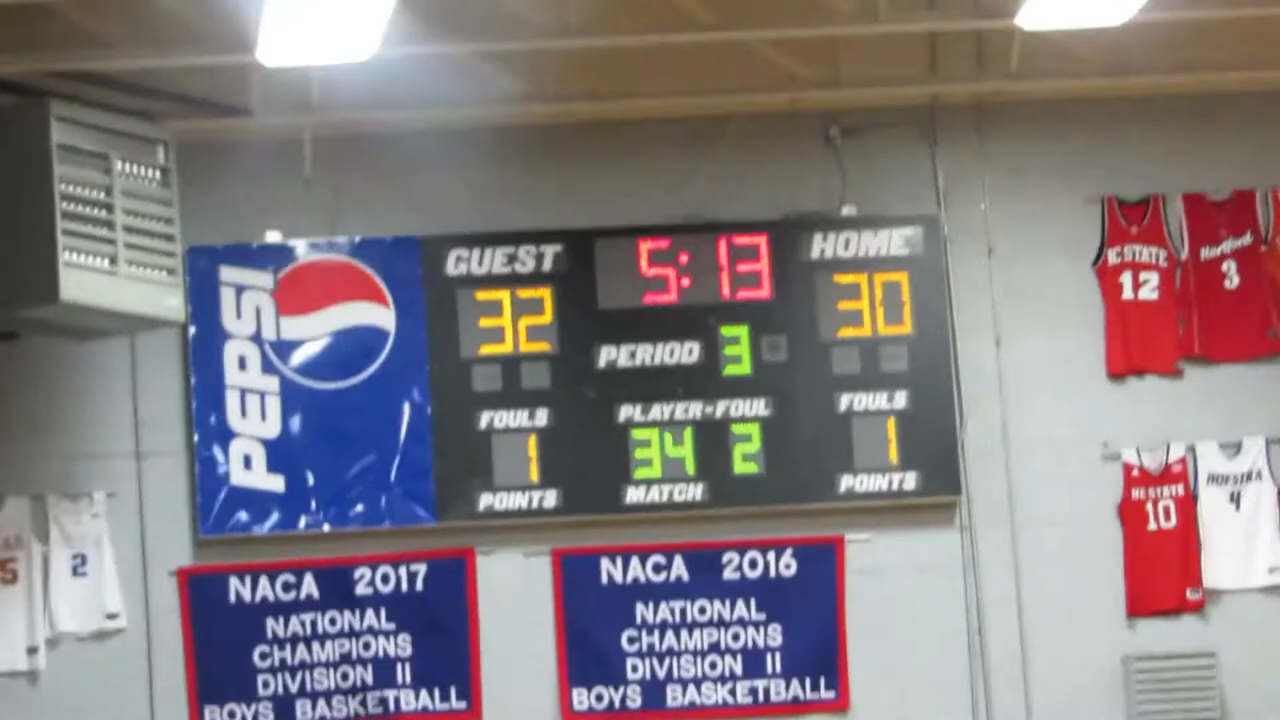 PEPSI
GUEST
5:13
HOME
32
30
PERIOD 3
FOULS
PLAYER-FOUL
FOULS
1
34 2
1
POINTS
MATCH
POINTS
NACA 2017
NATIONAL
CHAMPIONS
DIVISION II
BOYS BASKETBALL
NACA 2016
NATIONAL
CHAMPIONS
DIVISION II
BOYS BASKETBALL
NC STATE
12
Hartford
3
NC STATE
10
HOFSTRA
4
5
2